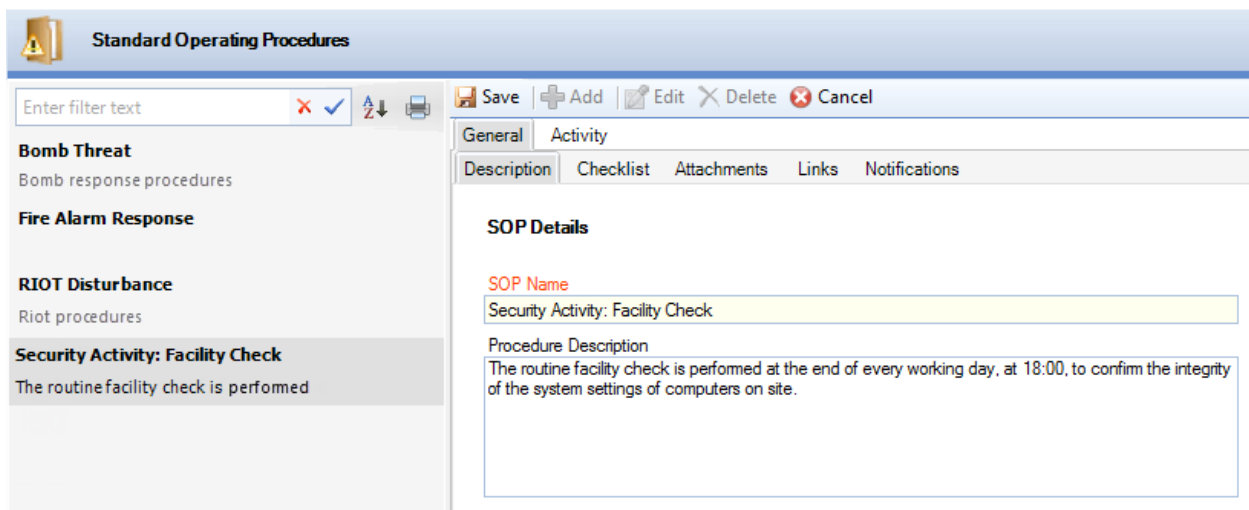 Standard Operating Procedures
Enter filter text
Bomb Threat
Bomb response procedures
Fire Alarm Response
RIOT Disturbance
Riot procedures
Security Activity: Facility Check
The routine facility check is performed
Save Add Edit Delete Cancel
General Activity
Description Checklist Attachments Links Notifications
SOP Details
SOP Name
Security Activity: Facility Check
Procedure Description
The routine facility check is performed at the end of every working day, at 18:00, to confirm the integrity
of the system settings of computers on site.